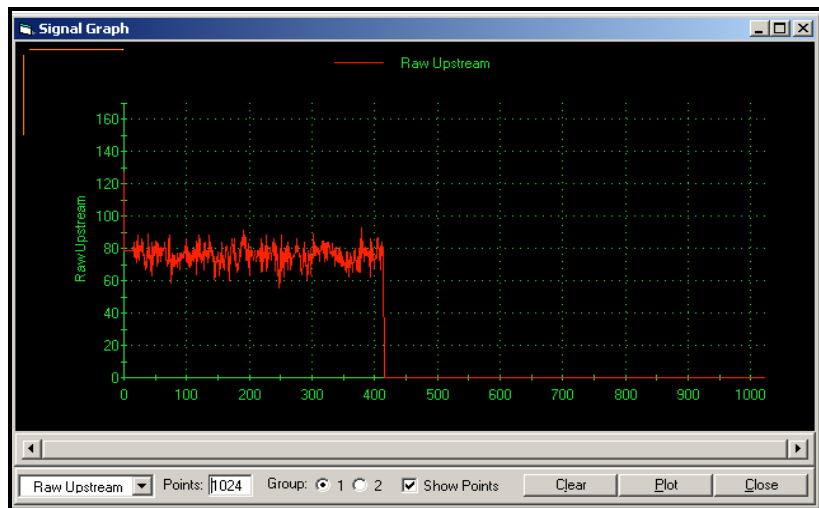 Signal Graph
Raw Upstream
160
140
120
100
80
60
40
20
0
Raw Upstream
0 100 200 300 400 500 600 700 800 900 1000
Raw Upstream Points: 1024 Group: 1 2 Show Points Clear Plot Close